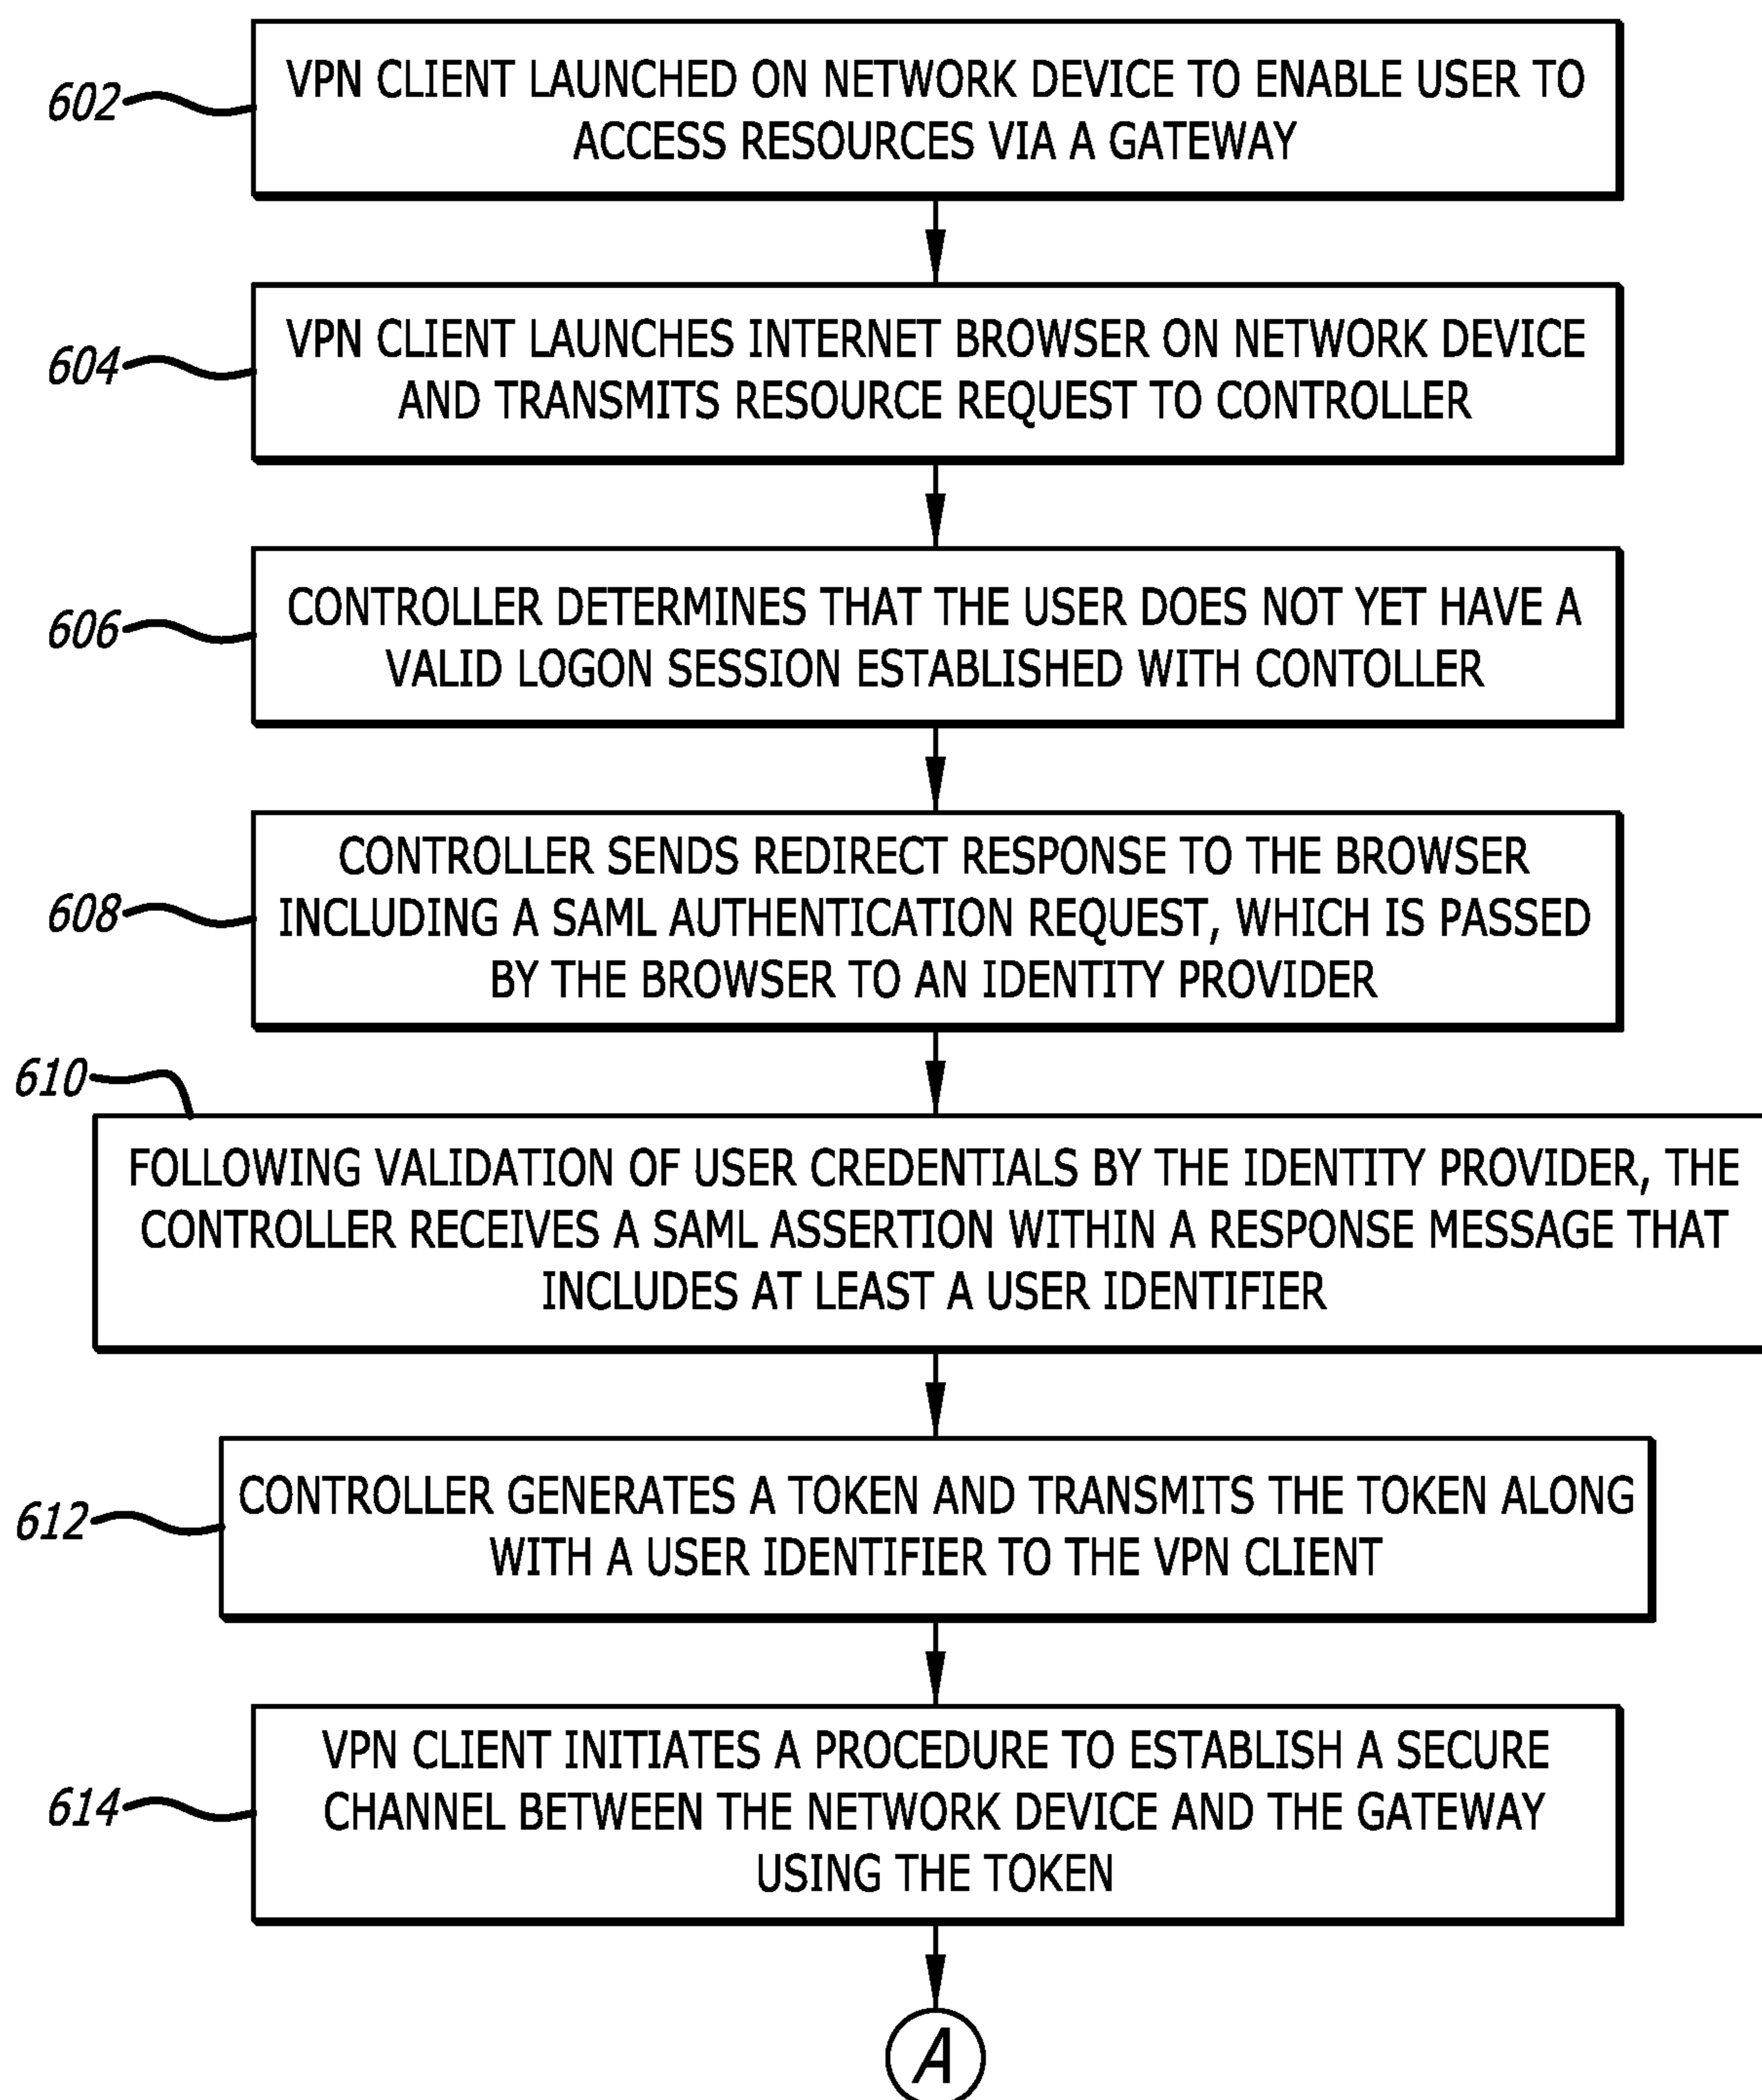 602
VPN CLIENT LAUNCHED ON NETWORK DEVICE TO ENABLE USER TO
ACCESS RESOURCES VIA A GATEWAY
604
VPN CLIENT LAUNCHES INTERNET BROWSER ON NETWORK DEVICE
AND TRANSMITS RESOURCE REQUEST TO CONTROLLER
606
CONTROLLER DETERMINES THAT THE USER DOES NOT YET HAVE A
VALID LOGON SESSION ESTABLISHED WITH CONTOLLER
608
CONTROLLER SENDS REDIRECT RESPONSE TO THE BROWSER
INCLUDING A SAML AUTHENTICATION REQUEST, WHICH IS PASSED
BY THE BROWSER TO AN IDENTITY PROVIDER
610
FOLLOWING VALIDATION OF USER CREDENTIALS BY THE IDENTITY PROVIDER, THE
CONTROLLER RECEIVES A SAML ASSERTION WITHIN A RESPONSE MESSAGE THAT
INCLUDES AT LEAST A USER IDENTIFIER
612
CONTROLLER GENERATES A TOKEN AND TRANSMITS THE TOKEN ALONG
WITH A USER IDENTIFIER TO THE VPN CLIENT
614
VPN CLIENT INITIATES A PROCEDURE TO ESTABLISH A SECURE
CHANNEL BETWEEN THE NETWORK DEVICE AND THE GATEWAY
USING THE TOKEN
A